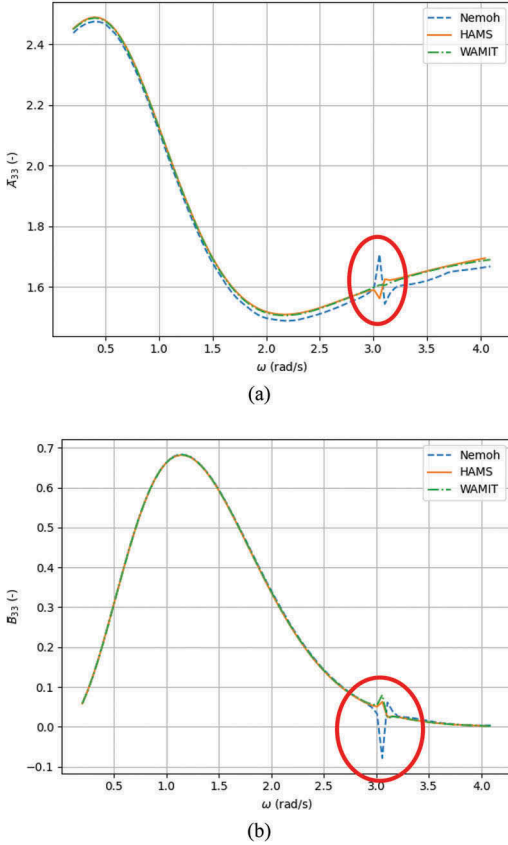 2.4
2.2
2.0
1.8
1.6
Ā₃₃ (-)
Nemoh
HAMS
WAMIT
0.5 1.0 1.5 2.0 2.5 3.0 3.5 4.0
ω (rad/s)
(a)
0.7
0.6
0.5
0.4
0.3
0.2
0.1
0.0
−0.1
B̄₃₃ (-)
Nemoh
HAMS
WAMIT
0.5 1.0 1.5 2.0 2.5 3.0 3.5 4.0
ω (rad/s)
(b)